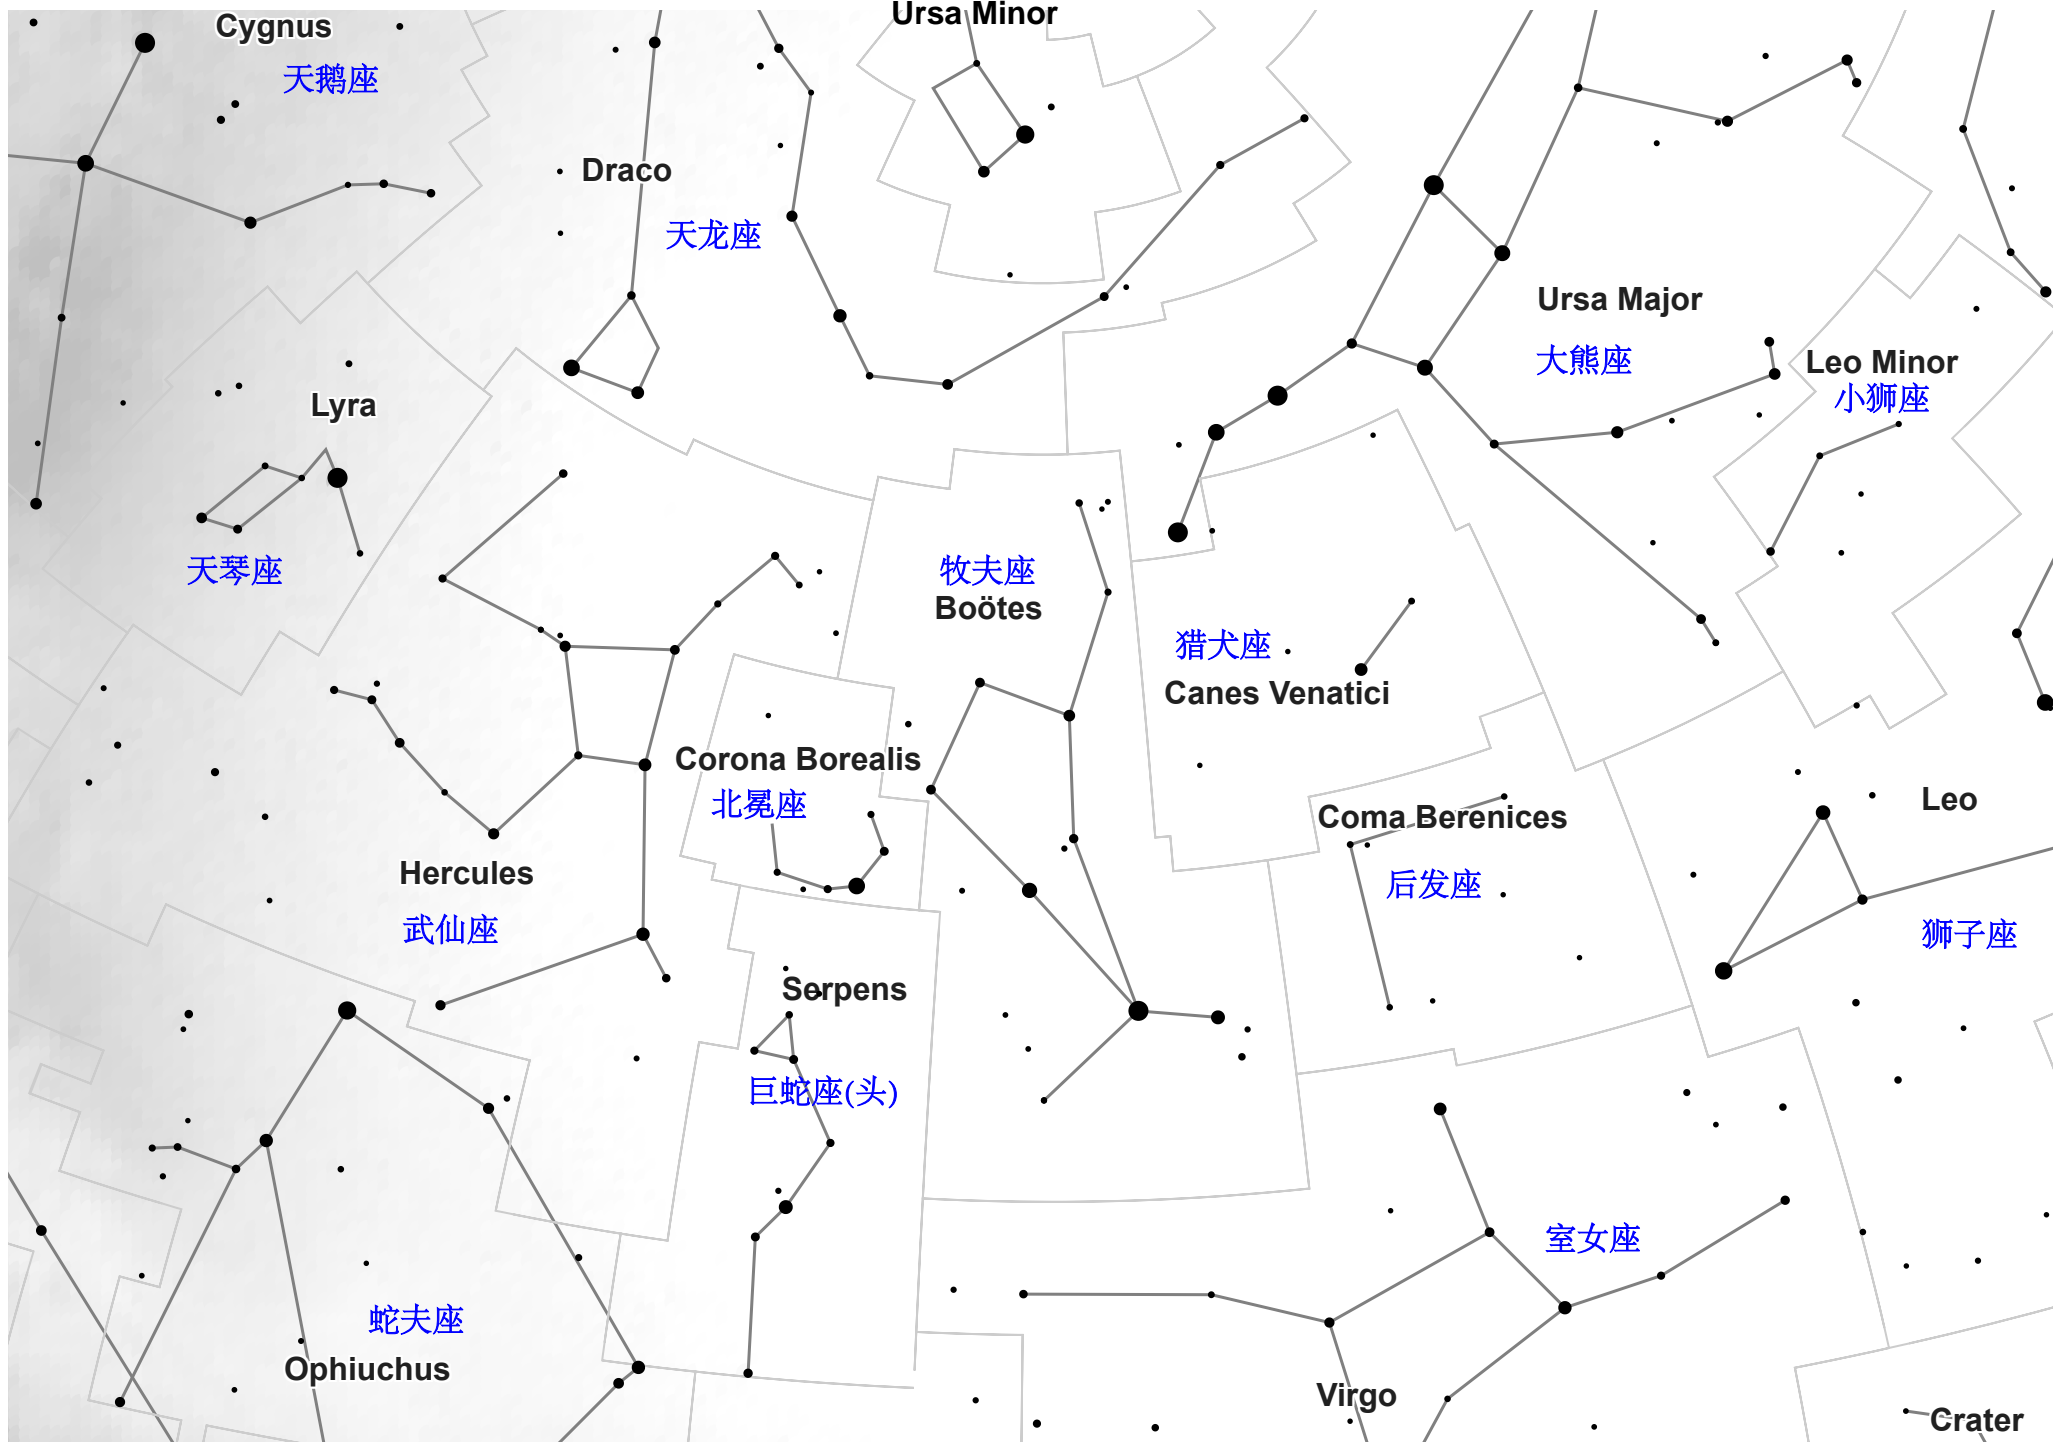 Ursa Minor
Cygnus
天鹅座
Draco
天龙座
Ursa Major
大熊座
Leo Minor
小狮座
Lyra
天琴座
牧夫座
Boötes
猎犬座
Canes Venatici
Corona Borealis
北冕座
Coma Berenices
后发座
Leo
狮子座
Hercules
武仙座
Serpens
巨蛇座(头)
室女座
Virgo
蛇夫座
Ophiuchus
Crater